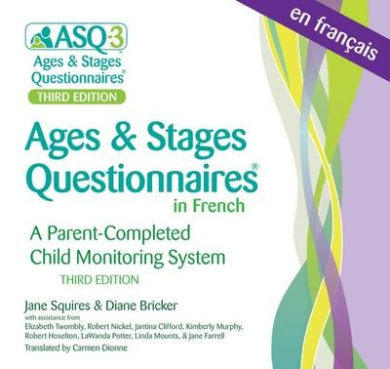 en français
ASQ-3
Ages & Stages
Questionnaires®
THIRD EDITION
Ages & Stages
Questionnaires®
in French
A Parent-Completed
Child Monitoring System
THIRD EDITION
Jane Squires & Diane Bricker
with assistance from
Elizabeth Twombly, Robert Nickel, Jantina Clifford, Kimberly Murphy,
Robert Hoselton, LaWanda Potter, Linda Mounts, & Jane Farrell
Translated by Carmen Dionne